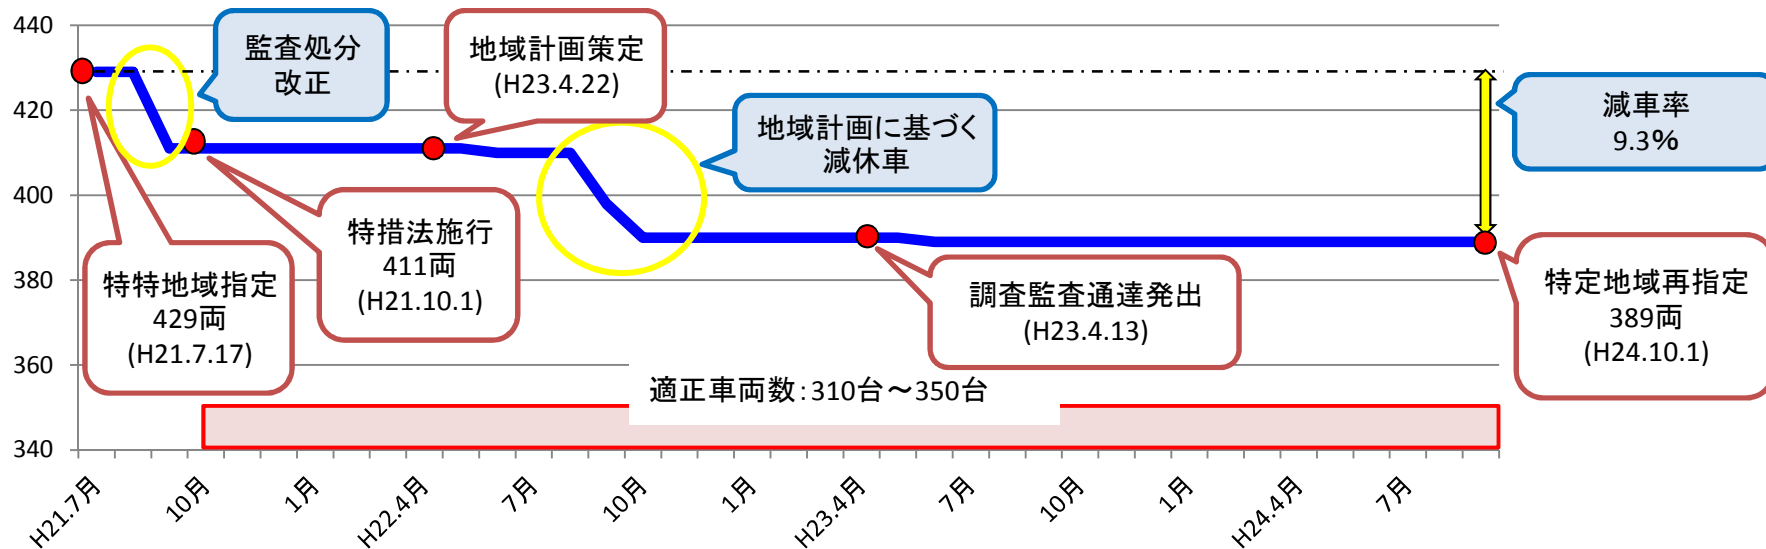 440
420
400
380
360
340
監査処分
改正
地域計画策定
(H23.4.22)
地域計画に基づく
減休車
減車率
9.3%
特特地域指定
429両
(H21.7.17)
特措法施行
411両
(H21.10.1)
調査監査通達発出
(H23.4.13)
特定地域再指定
389両
(H24.10.1)
適正車両数：310台～350台
H21.7月
10月
1月
H22.4月
7月
10月
1月
H23.4月
7月
10月
1月
H24.4月
7月